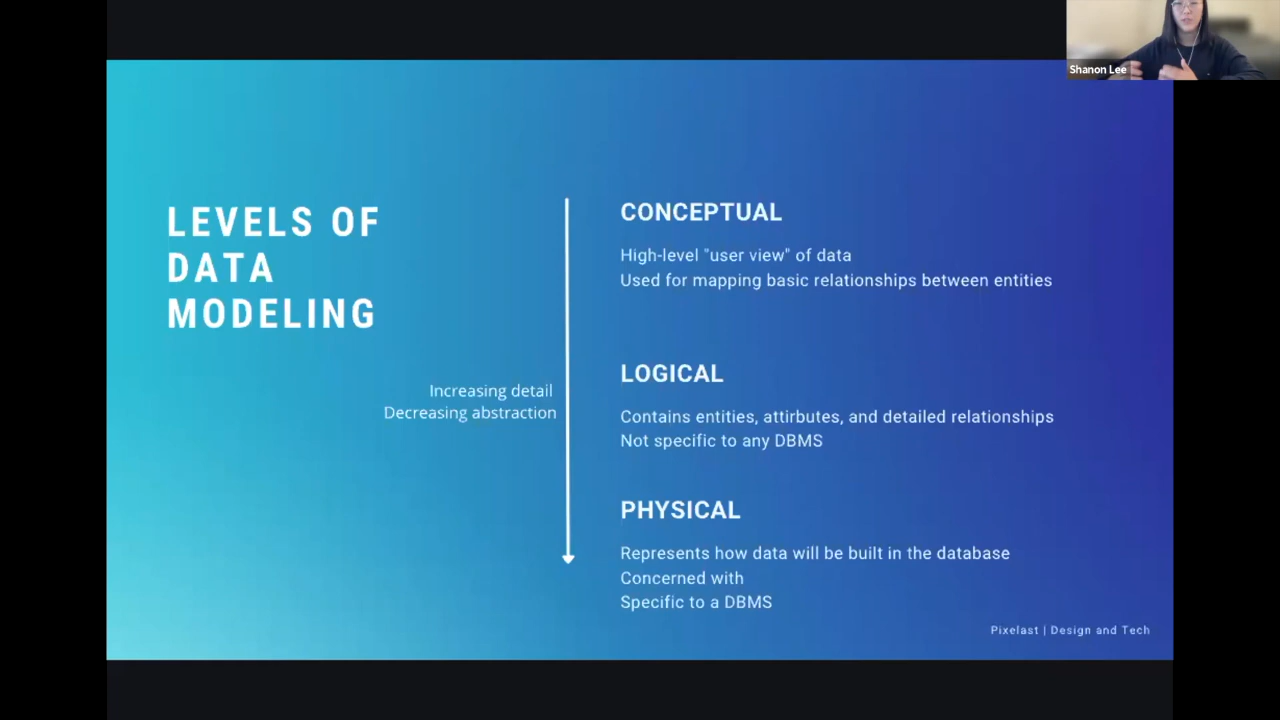 Shanon Lee
LEVELS OF
DATA
MODELING
Increasing detail
Decreasing abstraction
CONCEPTUAL
High-level "user view" of data
Used for mapping basic relationships between entities
LOGICAL
Contains entities, attirbutes, and detailed relationships
Not specific to any DBMS
PHYSICAL
Represents how data will be built in the database
Concerned with
Specific to a DBMS
Pixelast | Design and Tech